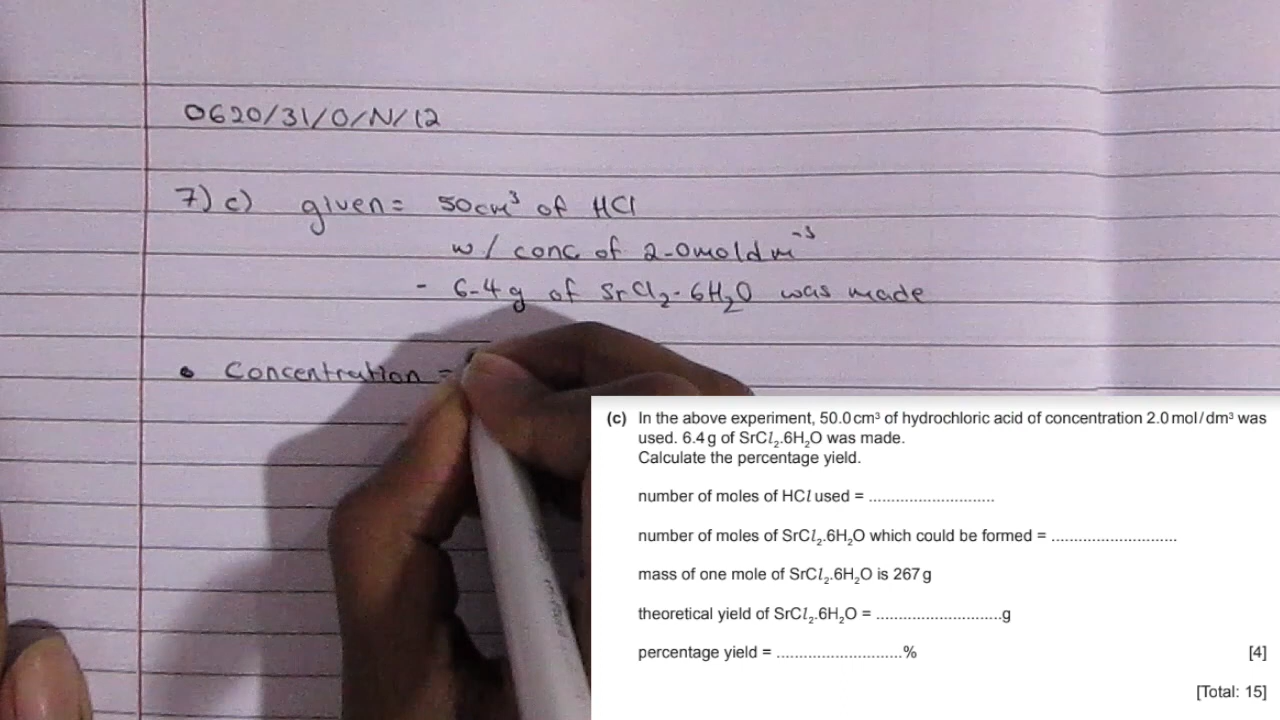 0620/31/O/N/12
7) c) given= 50cm³ of HCl
w/ conc of 2.0moldm⁻³
- 6.4g of SrCl₂.6H₂O was made
• Concentration =
(c) In the above experiment, 50.0 cm³ of hydrochloric acid of concentration 2.0 mol/dm³ was
used. 6.4 g of SrCl₂.6H₂O was made.
Calculate the percentage yield.
number of moles of HCl used = ...........................
number of moles of SrCl₂.6H₂O which could be formed = ...........................
mass of one mole of SrCl₂.6H₂O is 267 g
theoretical yield of SrCl₂.6H₂O = ...........................g
percentage yield = ...........................%
[4]
[Total: 15]